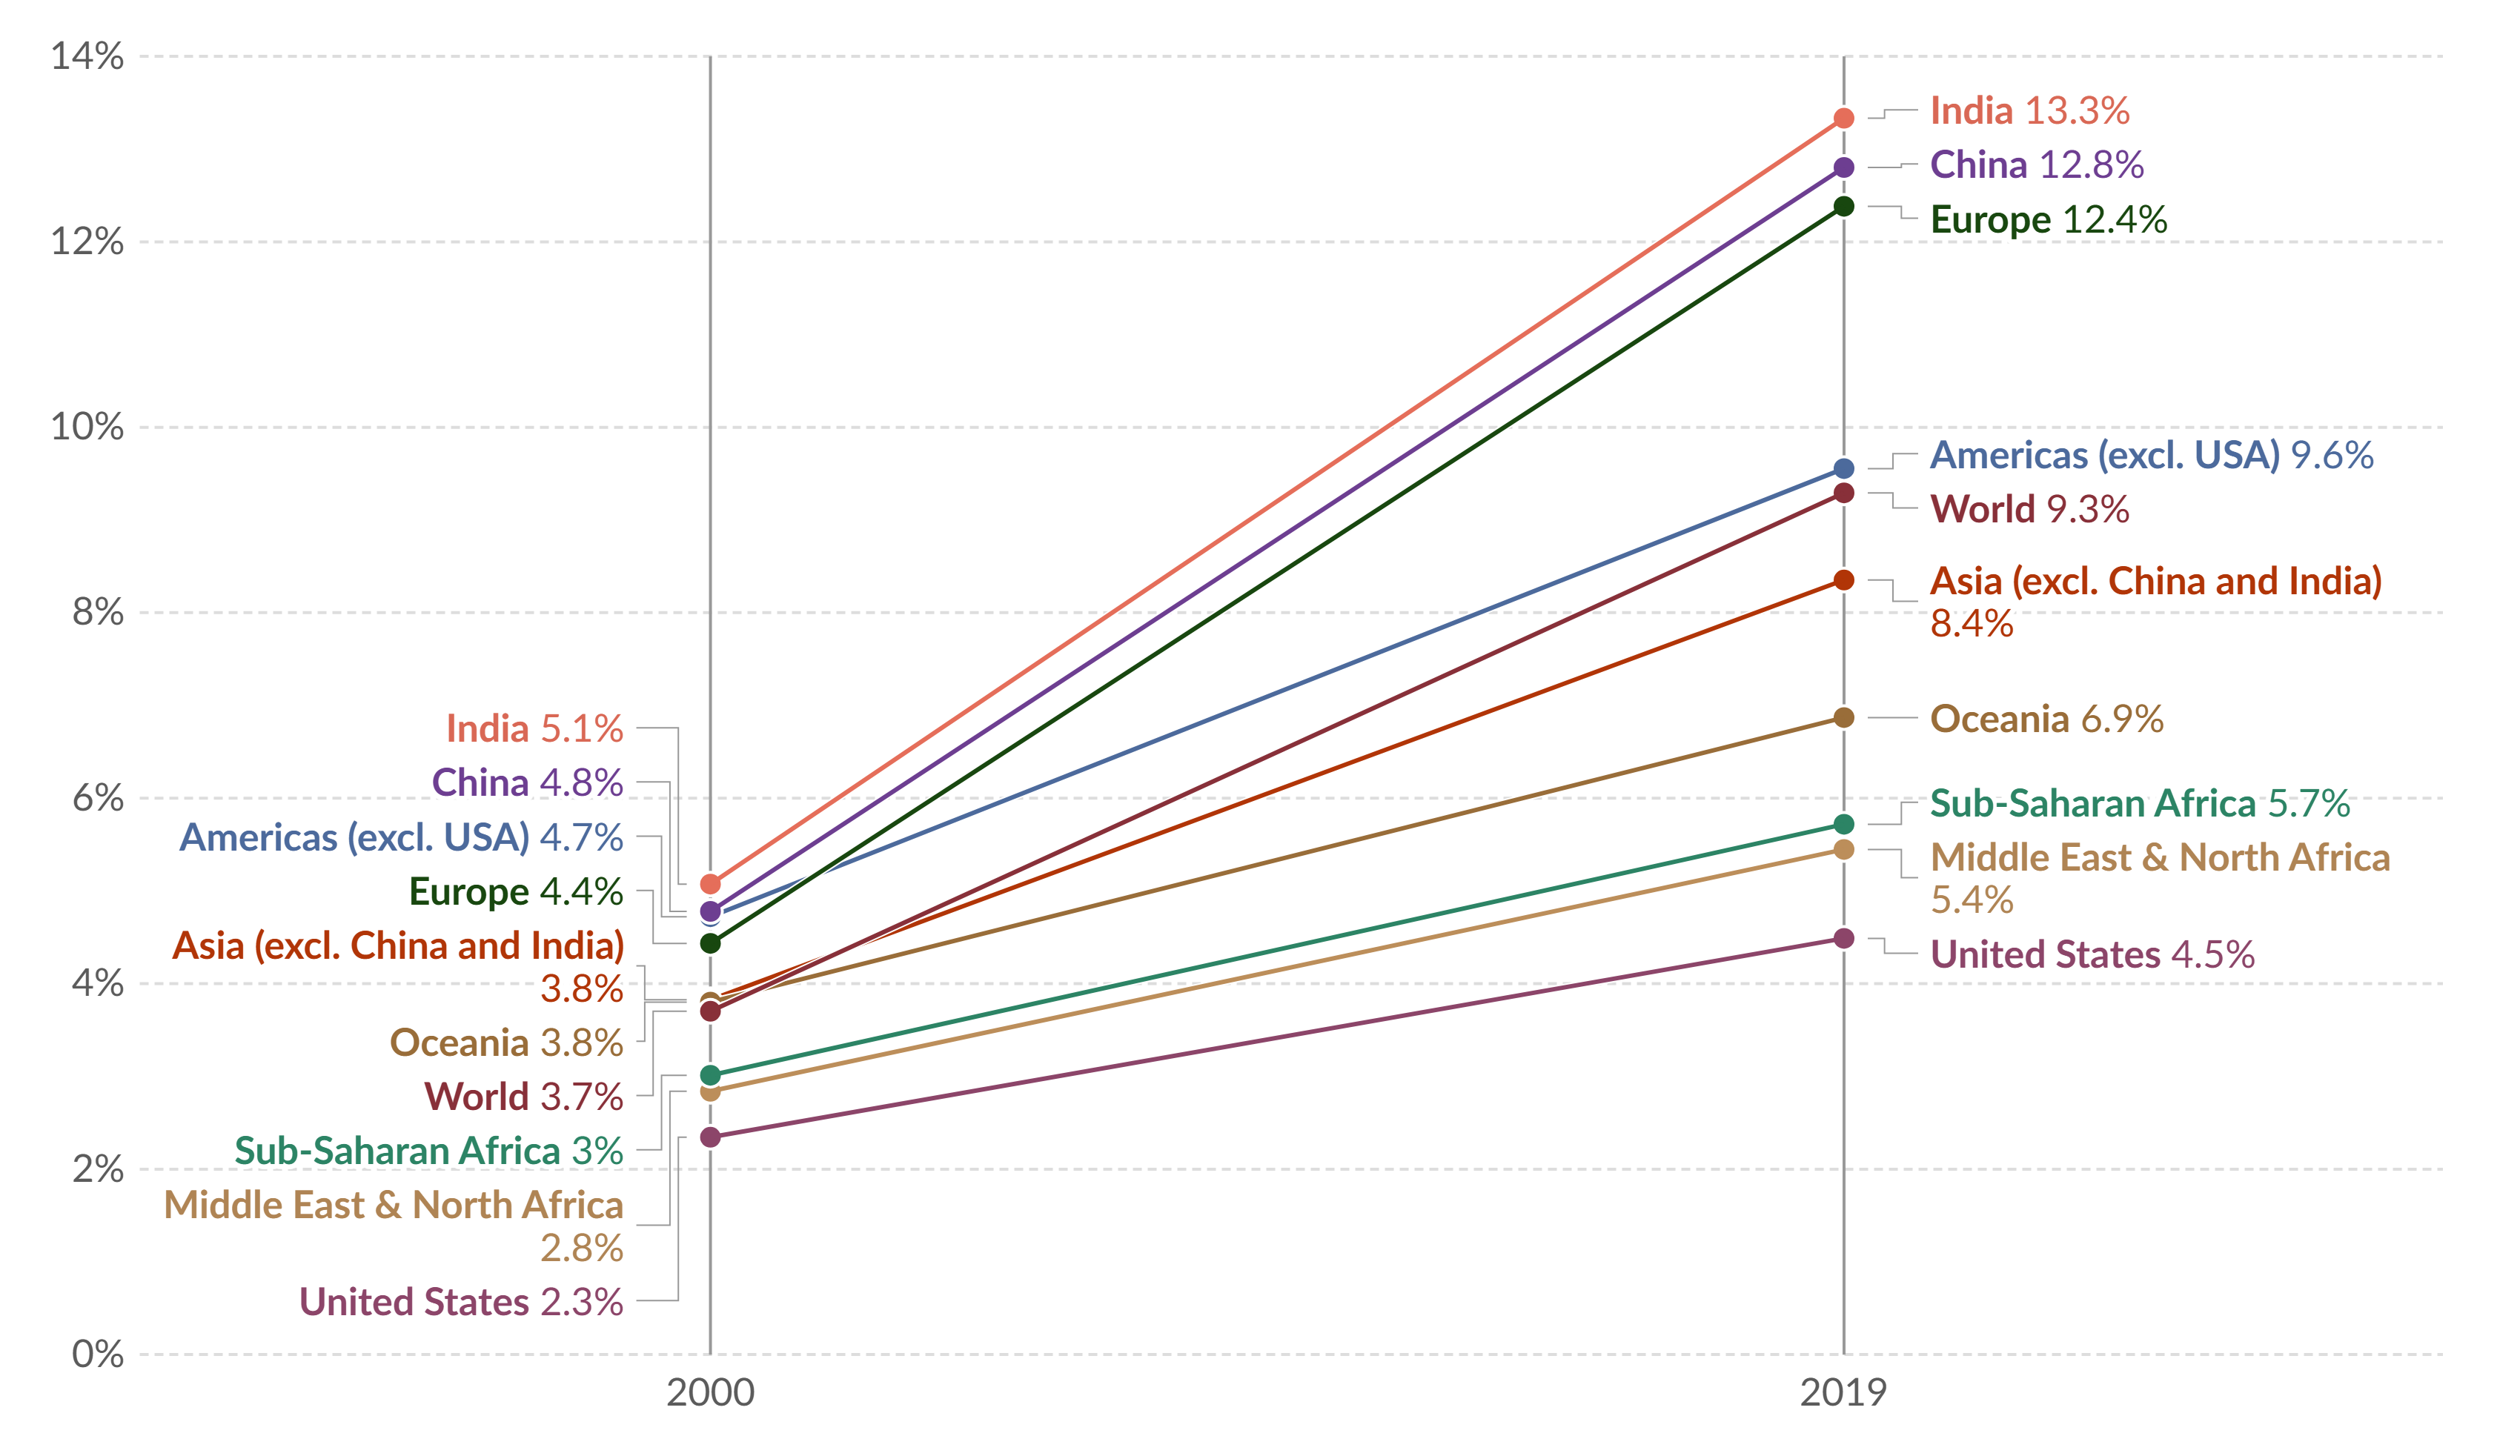 14%
12%
10%
8%
6%
4%
2%
0%
India 5.1%
China 4.8%
Americas (excl. USA) 4.7%
Europe 4.4%
Asia (excl. China and India)
3.8%
Oceania 3.8%
World 3.7%
Sub-Saharan Africa 3%
Middle East & North Africa
2.8%
United States 2.3%
India 13.3%
China 12.8%
Europe 12.4%
Americas (excl. USA) 9.6%
World 9.3%
Asia (excl. China and India)
8.4%
Oceania 6.9%
Sub-Saharan Africa 5.7%
Middle East & North Africa
5.4%
United States 4.5%
2000
2019